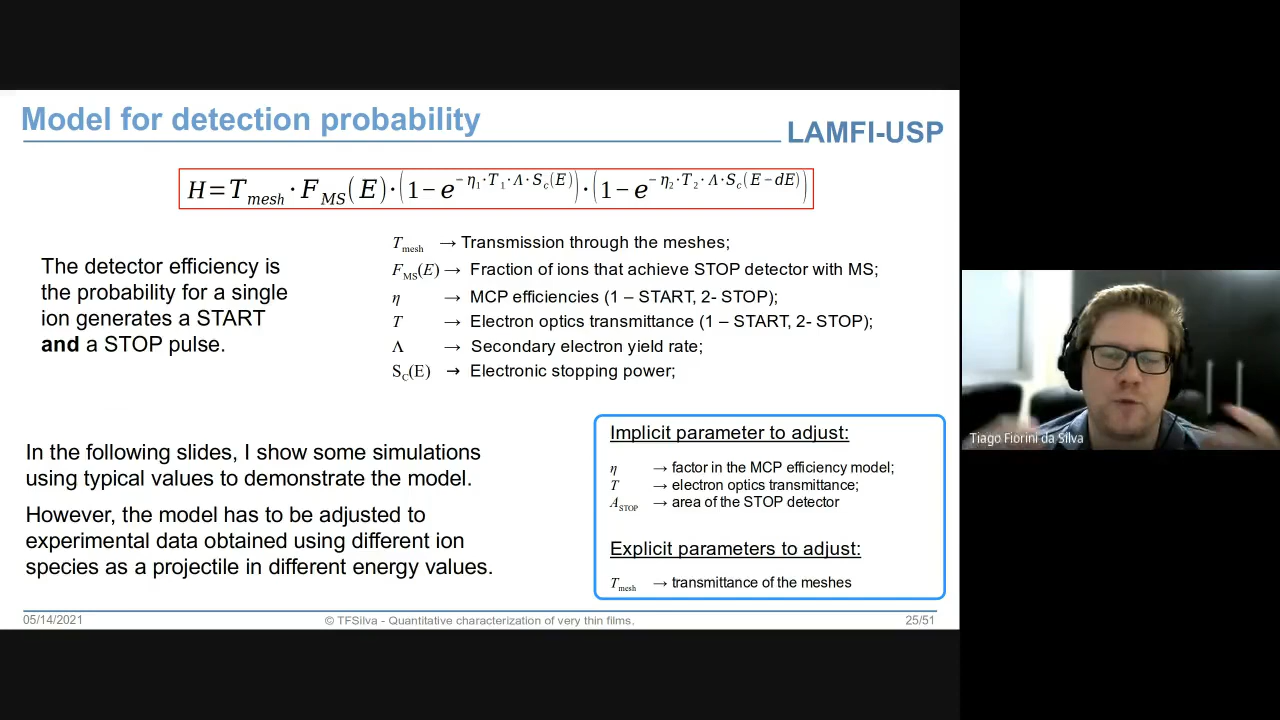 Model for detection probability
LAMFI-USP
H=T_mesh·F_MS(E)·(1−e^(−η₁·T₁·Λ·S_c(E)))·(1−e^(−η₂·T₂·Λ·S_c(E−dE)))
The detector efficiency is
the probability for a single
ion generates a START
and a STOP pulse.
T_mesh → Transmission through the meshes;
F_MS(E) → Fraction of ions that achieve STOP detector with MS;
η → MCP efficiencies (1 – START, 2- STOP);
T → Electron optics transmittance (1 – START, 2- STOP);
Λ → Secondary electron yield rate;
S_C(E) → Electronic stopping power;
In the following slides, I show some simulations
using typical values to demonstrate the model.
However, the model has to be adjusted to
experimental data obtained using different ion
species as a projectile in different energy values.
Implicit parameter to adjust:
η → factor in the MCP efficiency model;
T → electron optics transmittance;
A_STOP → area of the STOP detector
Explicit parameters to adjust:
T_mesh → transmittance of the meshes
05/14/2021
© TFSilva - Quantitative characterization of very thin films.
25/51
Tiago Fiorini da Silva